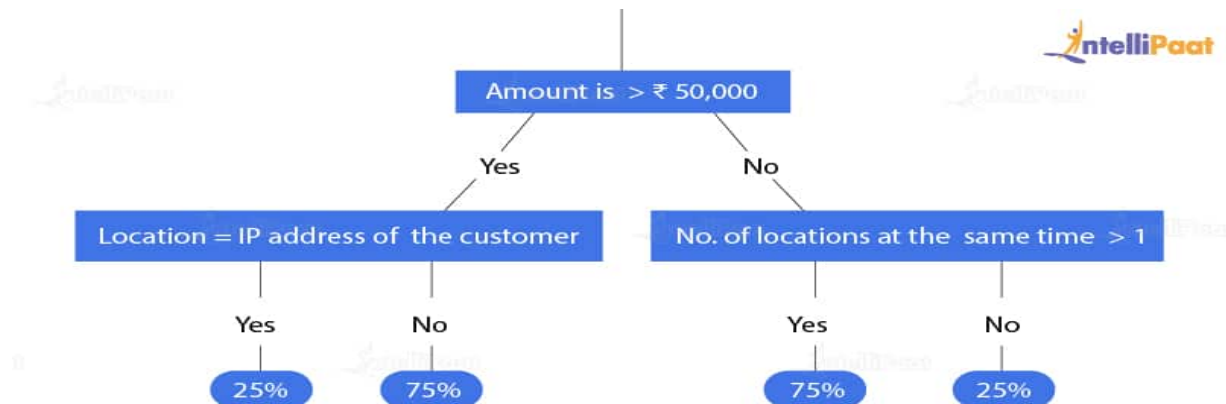 IntelliPaat
Amount is > ₹ 50,000
Yes
No
Location = IP address of the customer
No. of locations at the same time > 1
Yes
No
Yes
No
25%
75%
75%
25%